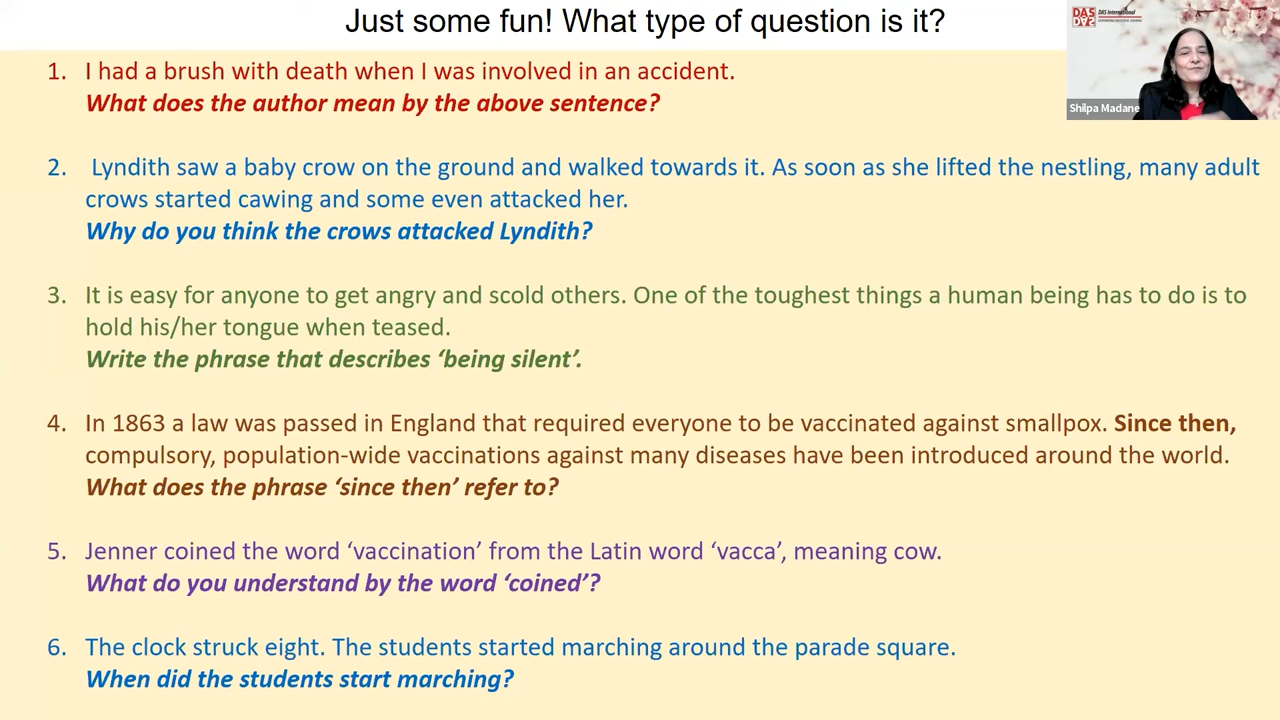 Just some fun! What type of question is it?
DAS
DAS International
Shilpa Madane
1. I had a brush with death when I was involved in an accident.
What does the author mean by the above sentence?
2. Lyndith saw a baby crow on the ground and walked towards it. As soon as she lifted the nestling, many adult
crows started cawing and some even attacked her.
Why do you think the crows attacked Lyndith?
3. It is easy for anyone to get angry and scold others. One of the toughest things a human being has to do is to
hold his/her tongue when teased.
Write the phrase that describes ‘being silent’.
4. In 1863 a law was passed in England that required everyone to be vaccinated against smallpox. Since then,
compulsory, population-wide vaccinations against many diseases have been introduced around the world.
What does the phrase ‘since then’ refer to?
5. Jenner coined the word ‘vaccination’ from the Latin word ‘vacca’, meaning cow.
What do you understand by the word ‘coined’?
6. The clock struck eight. The students started marching around the parade square.
When did the students start marching?